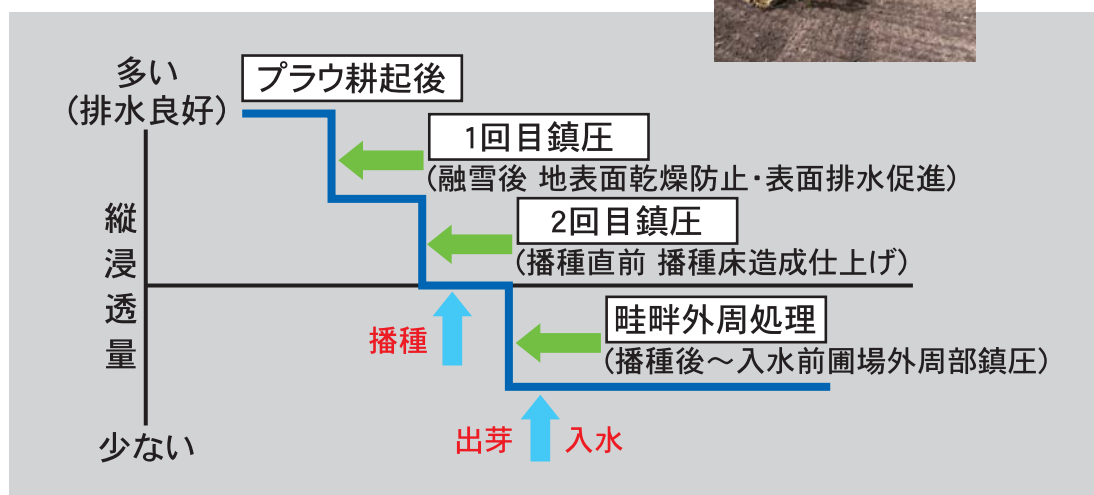 多い
(排水良好)
プラウ耕起後
1回目鎮圧
(融雪後 地表面乾燥防止・表面排水促進)
2回目鎮圧
(播種直前 播種床造成仕上げ)
縦浸透量
畦畔外周処理
(播種後～入水前圃場外周部鎮圧)
播種
出芽
入水
少ない